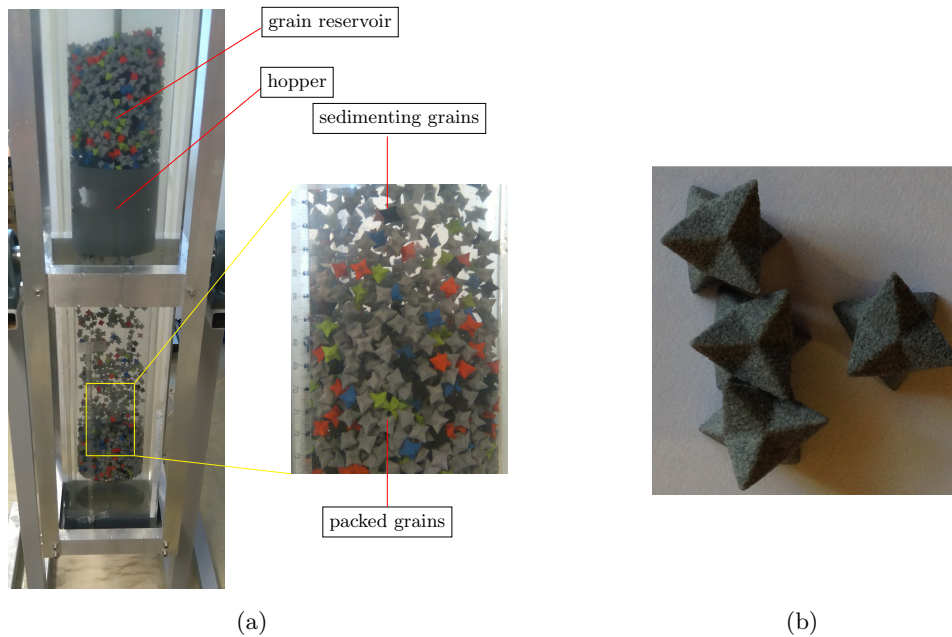 grain reservoir
hopper
sedimenting grains
packed grains
(a)
(b)